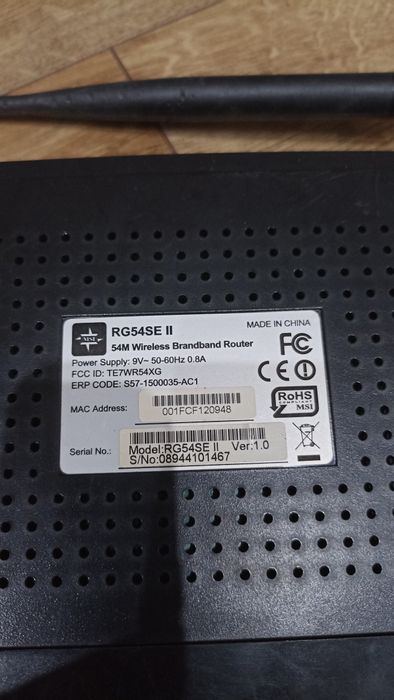 MSI
RG54SE II
MADE IN CHINA
54M Wireless Brandband Router
Power Supply: 9V~ 50-60Hz 0.8A
FCC ID: TE7WR54XG
ERP CODE: S57-1500035-AC1
FC
CE
RoHS
COMPLIANT
MSI
MAC Address:
001FCF120948
Serial No.:
Model:RG54SE II Ver:1.0
S/No:08944101467